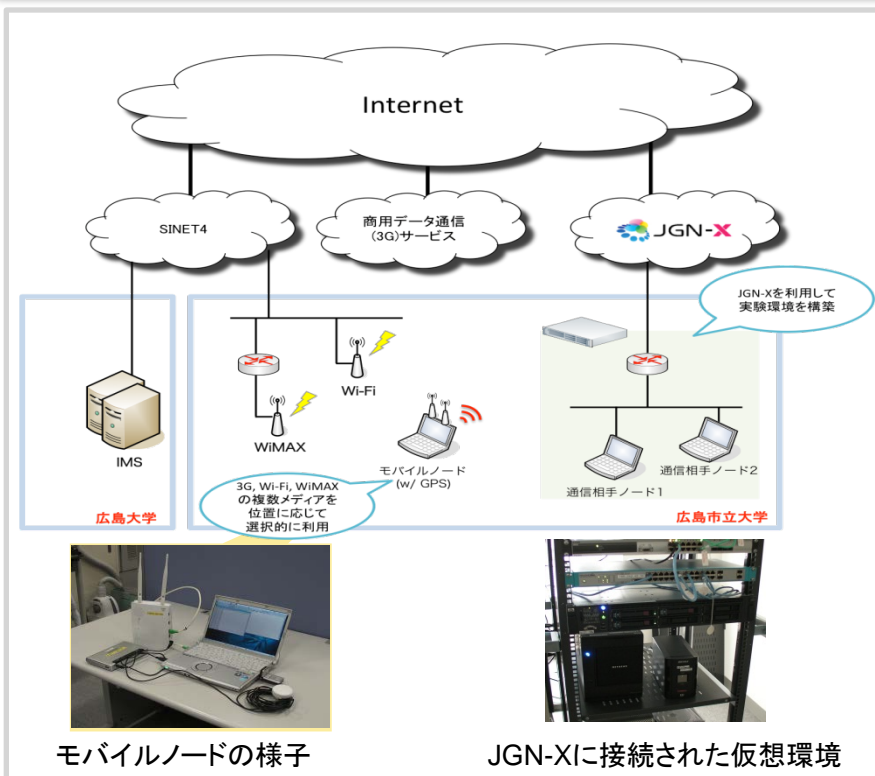 Internet
SINET4
商用データ通信
(3G)サービス
JGN-X
JGN-Xを利用して
実験環境を構築
Wi-Fi
WiMAX
IMS
モバイルノード
(w/ GPS)
通信相手ノード2
通信相手ノード1
3G, Wi-Fi, WiMAX
の複数メディアを
位置に応じて
選択的に利用
広島大学
広島市立大学
モバイルノードの様子
JGN-Xに接続された仮想環境